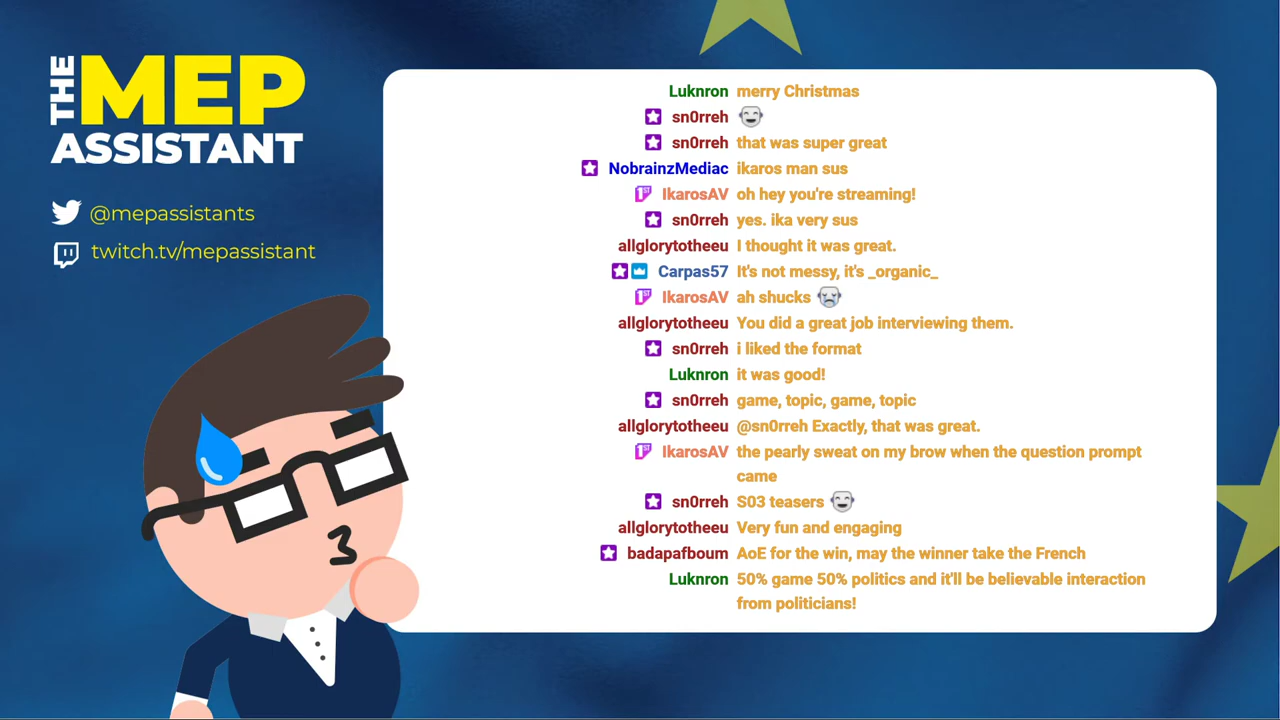 THE
MEP
ASSISTANT
@mepassistants
twitch.tv/mepassistant
Luknron merry Christmas
sn0rreh
sn0rreh that was super great
NobrainzMediac ikaros man sus
1ST IkarosAV oh hey you're streaming!
sn0rreh yes. ika very sus
allglorytotheeu I thought it was great.
Carpas57 It's not messy, it's _organic_
1ST IkarosAV ah shucks
allglorytotheeu You did a great job interviewing them.
sn0rreh i liked the format
Luknron it was good!
sn0rreh game, topic, game, topic
allglorytotheeu @sn0rreh Exactly, that was great.
1ST IkarosAV the pearly sweat on my brow when the question prompt
came
sn0rreh S03 teasers
allglorytotheeu Very fun and engaging
badapafboum AoE for the win, may the winner take the French
Luknron 50% game 50% politics and it'll be believable interaction
from politicians!